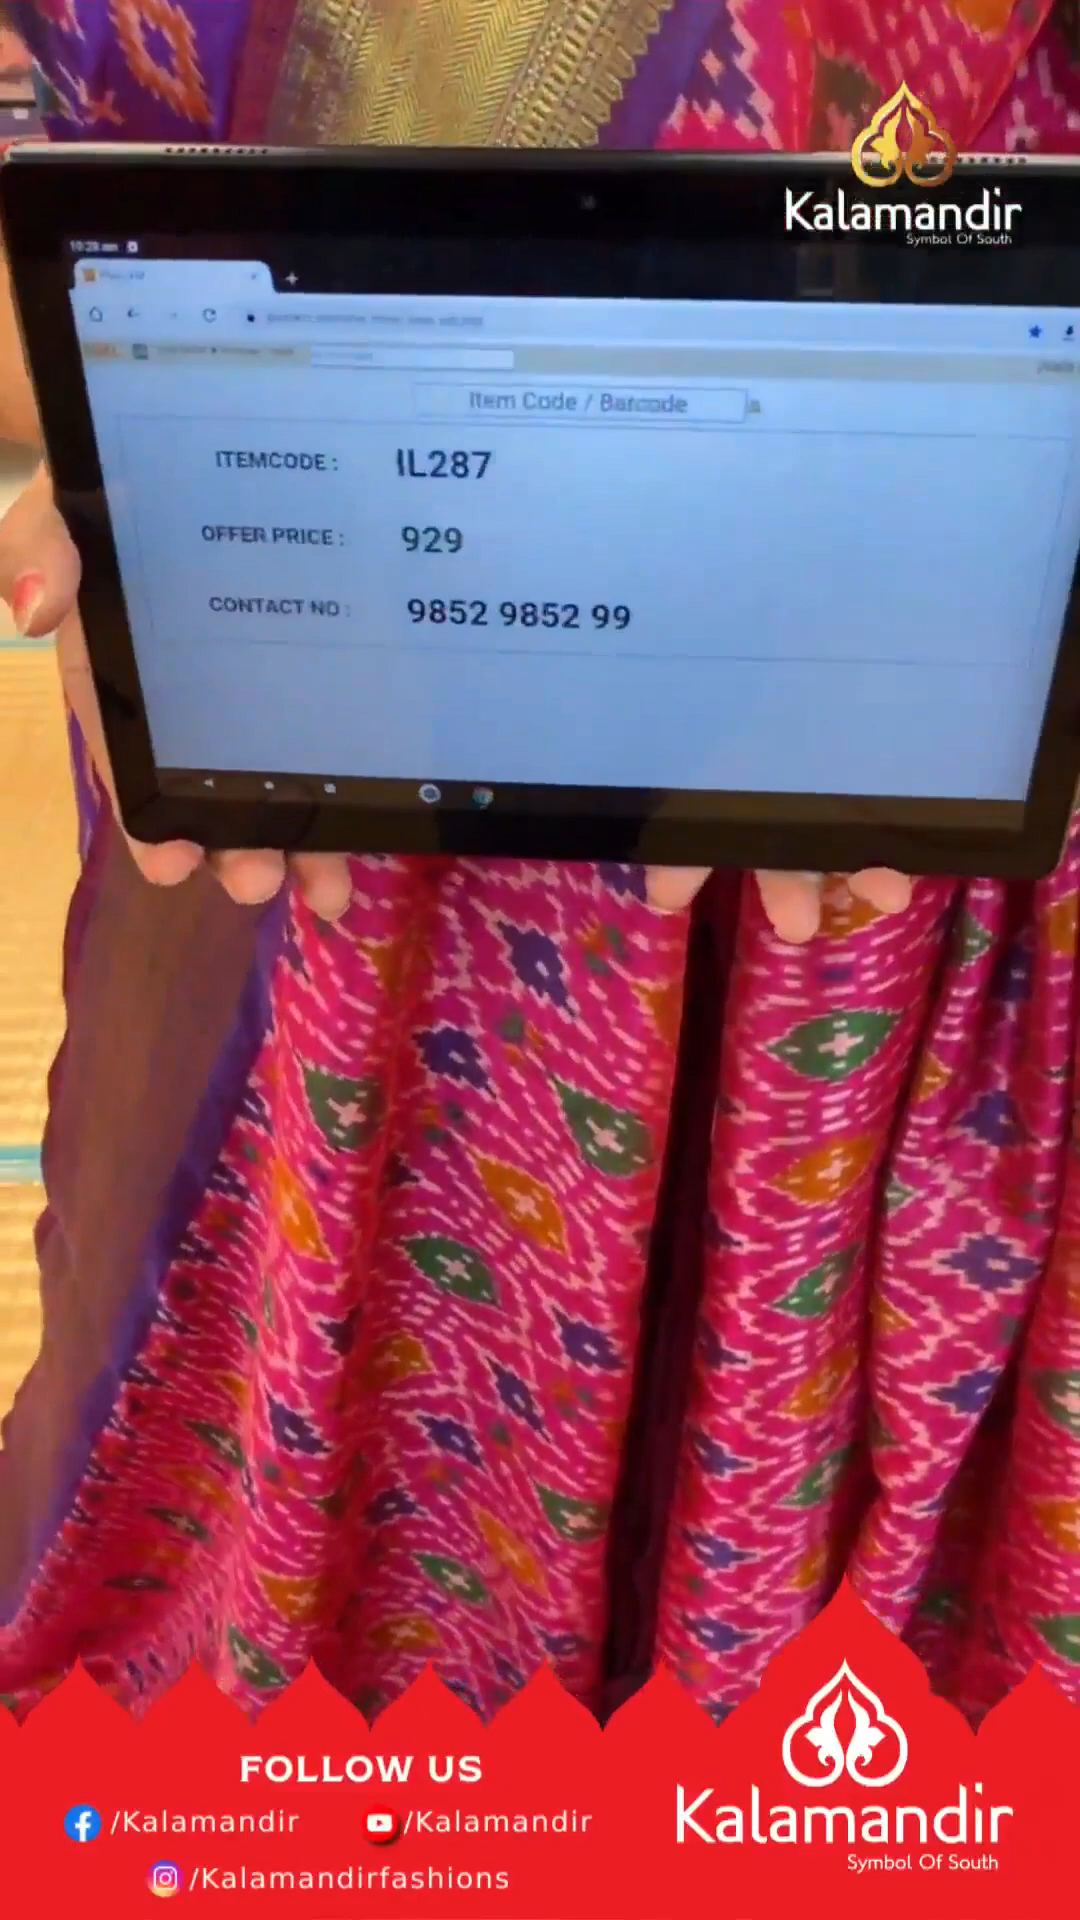 Kalamandir
Symbol Of South
Item Code / Barcode
ITEMCODE : IL287
OFFER PRICE : 929
CONTACT NO : 9852 9852 99
FOLLOW US
/Kalamandir /Kalamandir
/Kalamandirfashions
Kalamandir
Symbol Of South